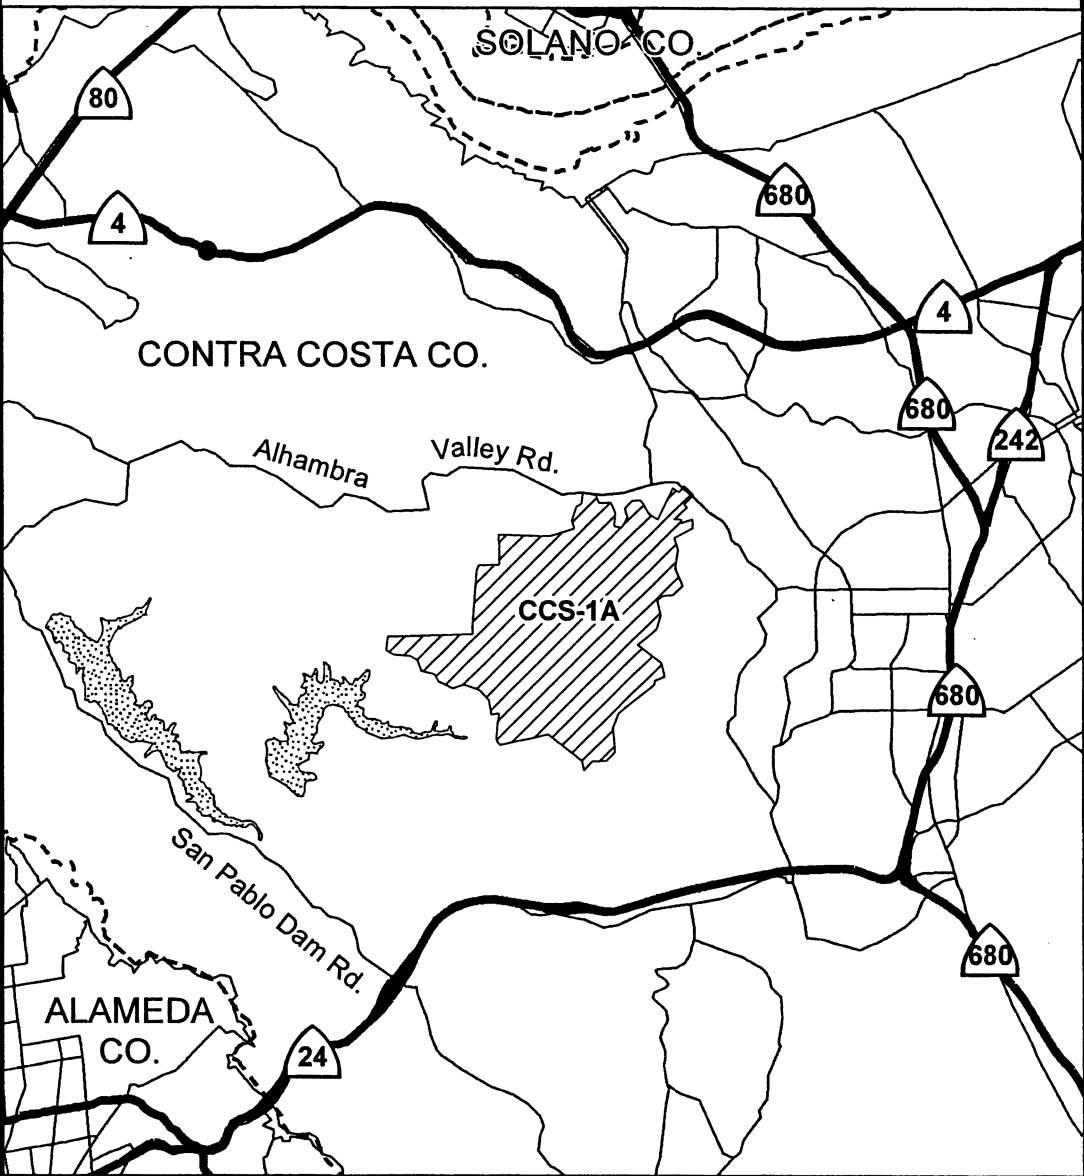 SOLANO CO.
80
680
4
4
CONTRA COSTA CO.
680
242
Alhambra Valley Rd.
CCS-1A
680
San Pablo Dam Rd.
680
ALAMEDA
CO.
24